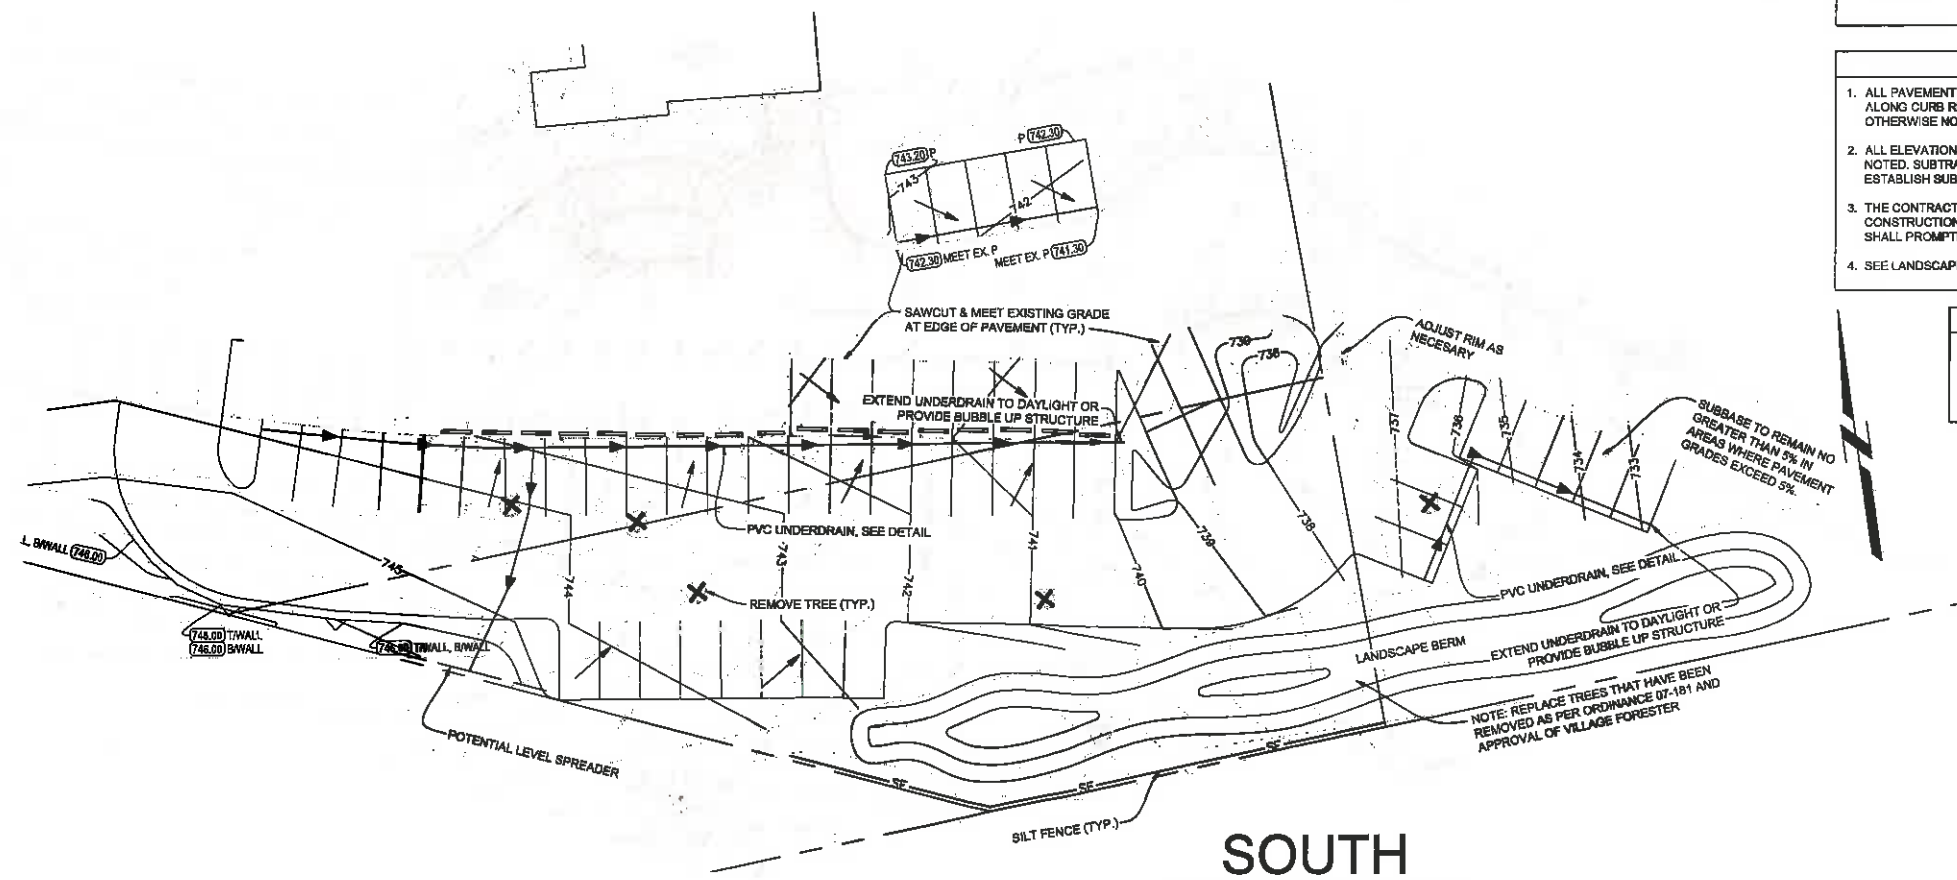 1. ALL PAVEMENT
ALONG CURB R
OTHERWISE NO
2. ALL ELEVATION
NOTED. SUBTRA
ESTABLISH SUB
3. THE CONTRACT
CONSTRUCTION
SHALL PROMPT
4. SEE LANDSCAP
P 742.30
743.20 P
743
742
742.30 MEET EX. P
MEET EX. P 741.30
SAWCUT & MEET EXISTING GRADE
AT EDGE OF PAVEMENT (TYP.)
ADJUST RIM AS
NECESARY
739
738
EXTEND UNDERDRAIN TO DAYLIGHT OR
PROVIDE BUBBLE UP STRUCTURE
737
736
735
734
733
SUBBASE TO REMAIN NO
GREATER THAN 5% IN
AREAS WHERE PAVEMENT
GRADES EXCEED 5%.
PVC UNDERDRAIN, SEE DETAIL
745
744
743
742
741
740
739
738
L, B/WALL 746.00
REMOVE TREE (TYP.)
PVC UNDERDRAIN, SEE DETAIL
746.00 B/WALL
T/WALL, B/WALL
LANDSCAPE BERM
EXTEND UNDERDRAIN TO DAYLIGHT OR
PROVIDE BUBBLE UP STRUCTURE
NOTE: REPLACE TREES THAT HAVE BEEN
REMOVED AS PER ORDINANCE 07-181 AND
APPROVAL OF VILLAGE FORESTER
POTENTIAL LEVEL SPREADER
SF
SF
SF
SILT FENCE (TYP.)
SOUTH